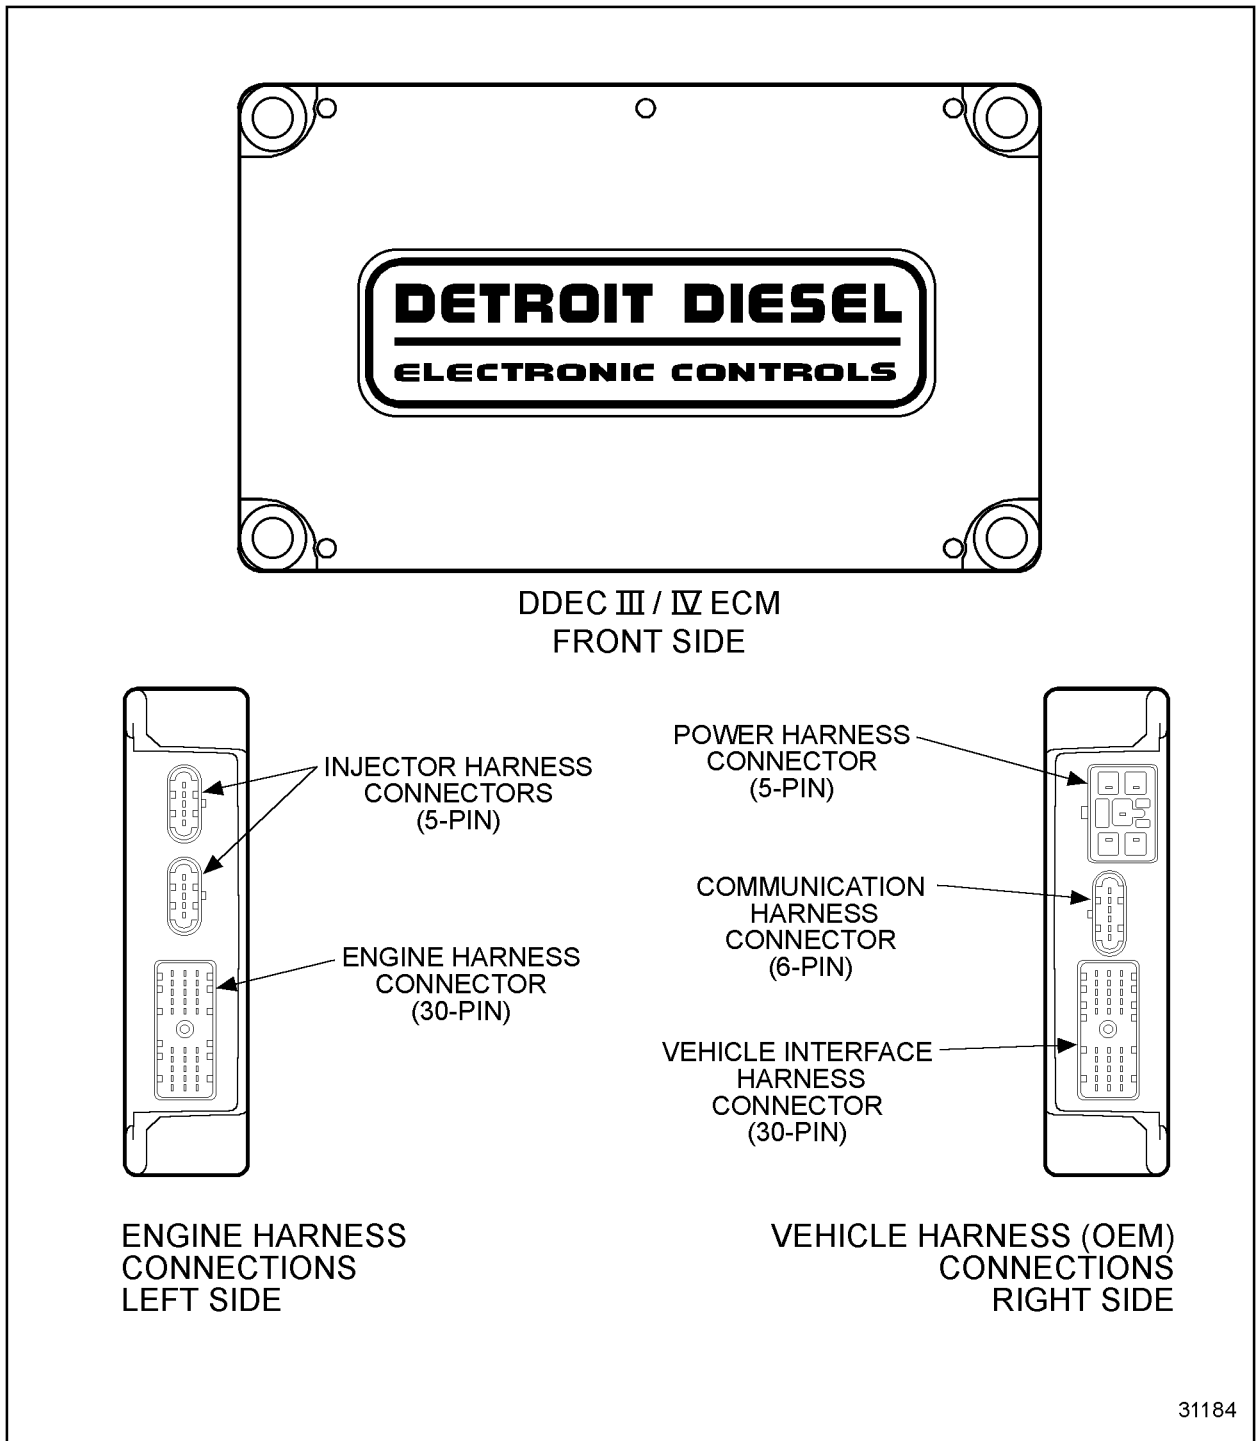 DETROIT DIESEL
ELECTRONIC CONTROLS
DDEC III / IV ECM
FRONT SIDE
INJECTOR HARNESS
CONNECTORS
(5-PIN)
ENGINE HARNESS
CONNECTOR
(30-PIN)
POWER HARNESS
CONNECTOR
(5-PIN)
COMMUNICATION
HARNESS
CONNECTOR
(6-PIN)
VEHICLE INTERFACE
HARNESS
CONNECTOR
(30-PIN)
ENGINE HARNESS
CONNECTIONS
LEFT SIDE
VEHICLE HARNESS (OEM)
CONNECTIONS
RIGHT SIDE
31184